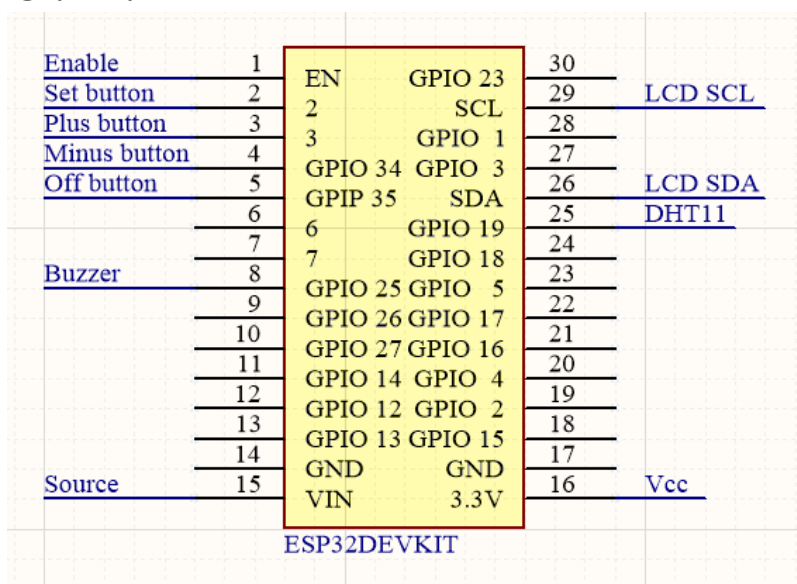 Enable 1 EN GPIO 23 30
Set button 2 2 SCL 29 LCD SCL
Plus button 3 3 GPIO 1 28
Minus button 4 GPIO 34 GPIO 3 27
Off button 5 GPIP 35 SDA 26 LCD SDA
6 6 GPIO 19 25 DHT11
7 7 GPIO 18 24
Buzzer 8 GPIO 25 GPIO 5 23
9 GPIO 26 GPIO 17 22
10 GPIO 27 GPIO 16 21
11 GPIO 14 GPIO 4 20
12 GPIO 12 GPIO 2 19
13 GPIO 13 GPIO 15 18
14 GND GND 17
Source 15 VIN 3.3V 16 Vcc
ESP32DEVKIT